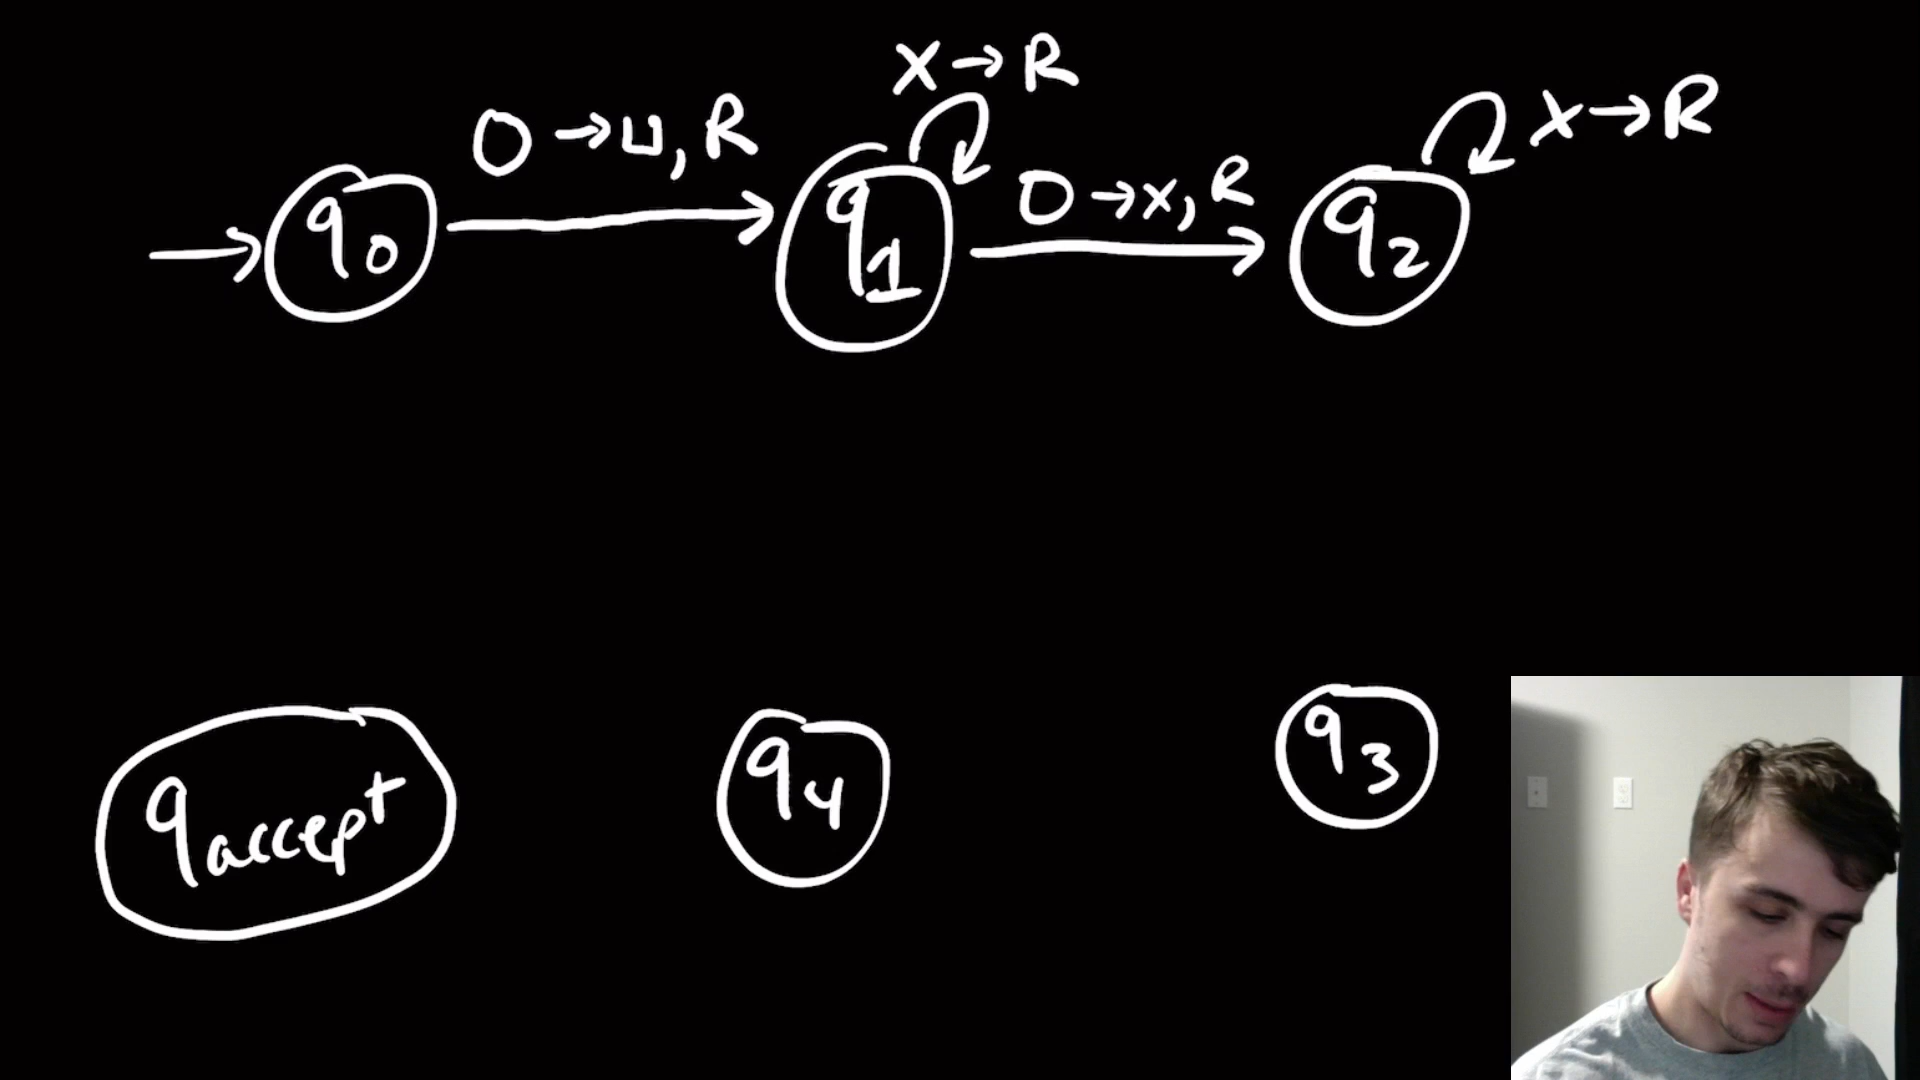 x → R
0 → ⊔, R
x → R
0 → x, R
q0
q1
q2
qaccept
q4
q3